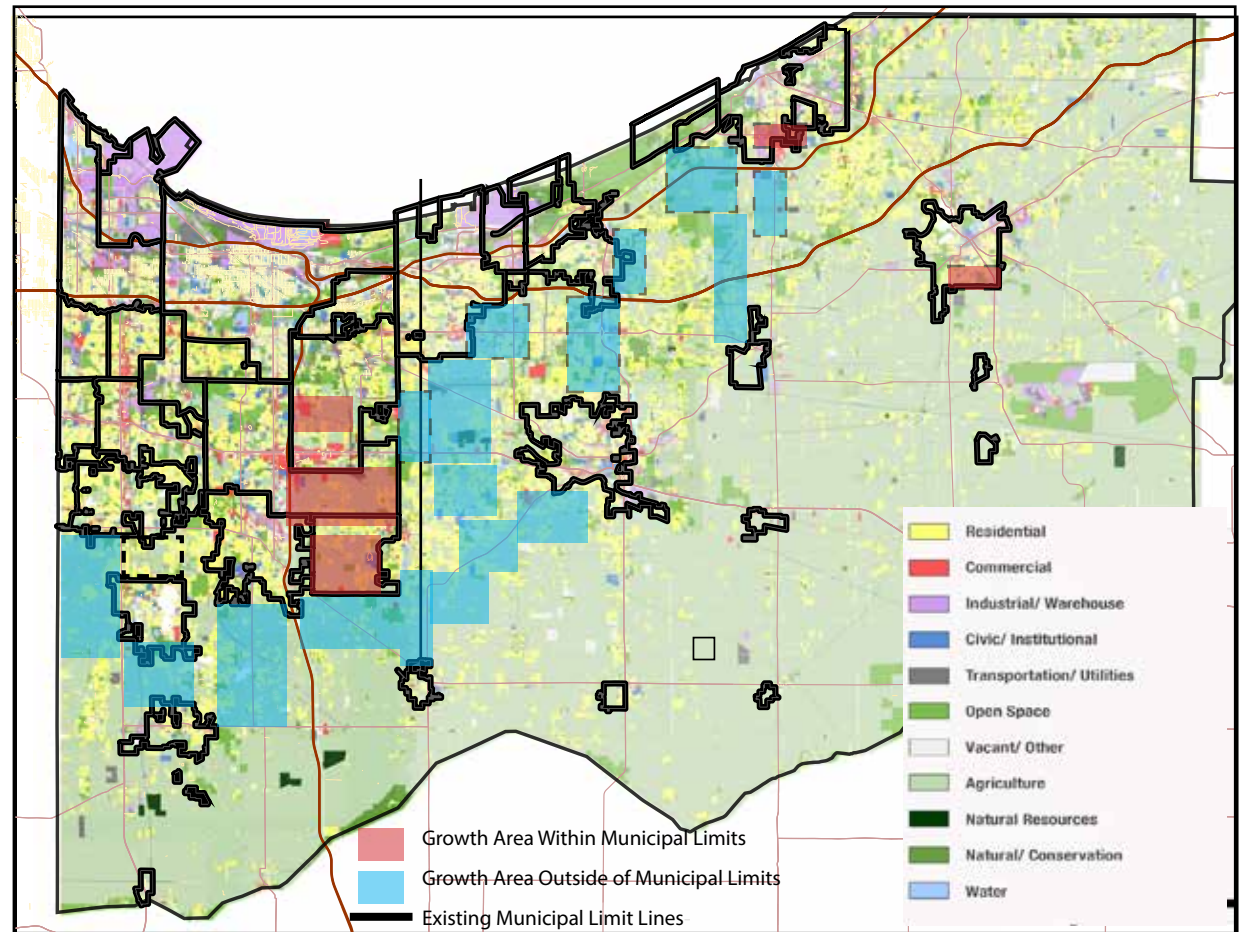 Residential
Commercial
Industrial/ Warehouse
Civic/ Institutional
Transportation/ Utilities
Open Space
Vacant/ Other
Agriculture
Natural Resources
Natural/ Conservation
Water
Growth Area Within Municipal Limits
Growth Area Outside of Municipal Limits
Existing Municipal Limit Lines